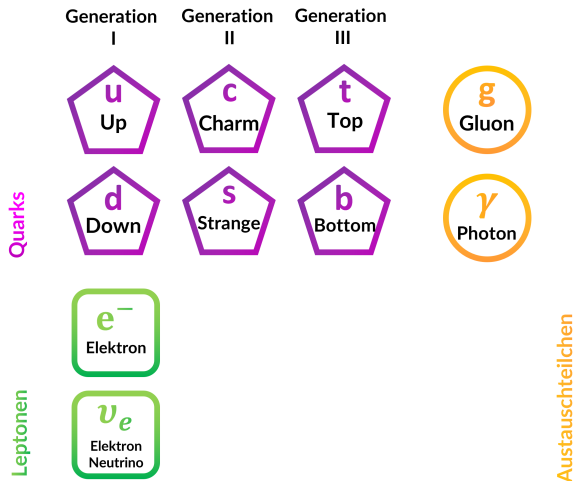 Generation
I
Generation
II
Generation
III
u
Up
c
Charm
t
Top
g
Gluon
Quarks
d
Down
s
Strange
b
Bottom
γ
Photon
Leptonen
e⁻
Elektron
νₑ
Elektron
Neutrino
Austauschteilchen